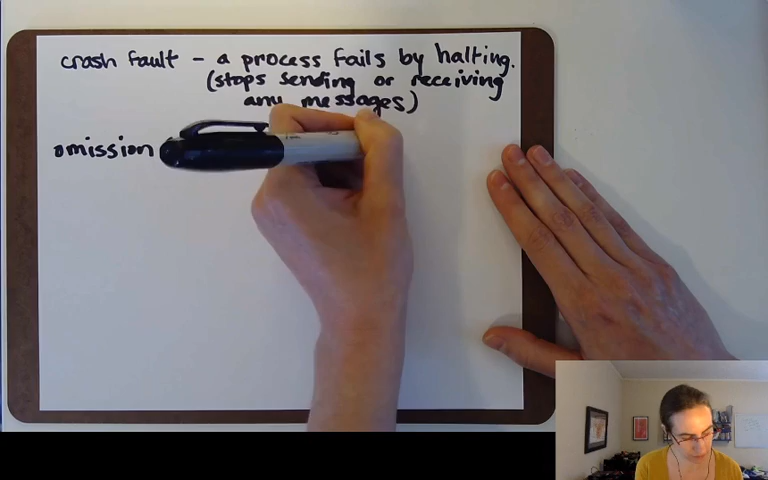 crash fault - a process fails by halting.
(stops sending or receiving
any messages)
omission